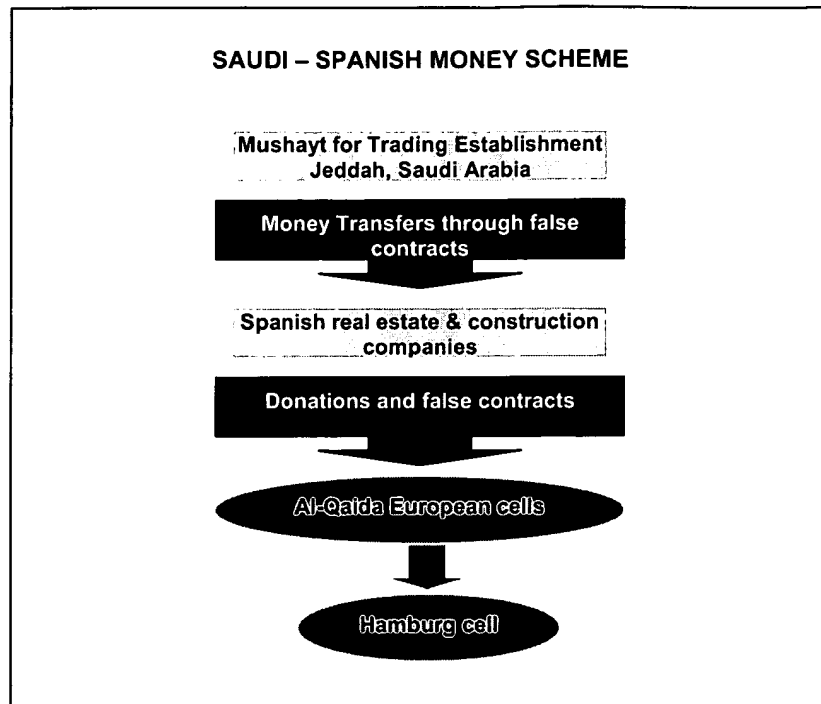 SAUDI – SPANISH MONEY SCHEME
Mushayt for Trading Establishment
Jeddah, Saudi Arabia
Money Transfers through false
contracts
Spanish real estate & construction
companies
Donations and false contracts
Al-Qaida European cells
Hamburg cell